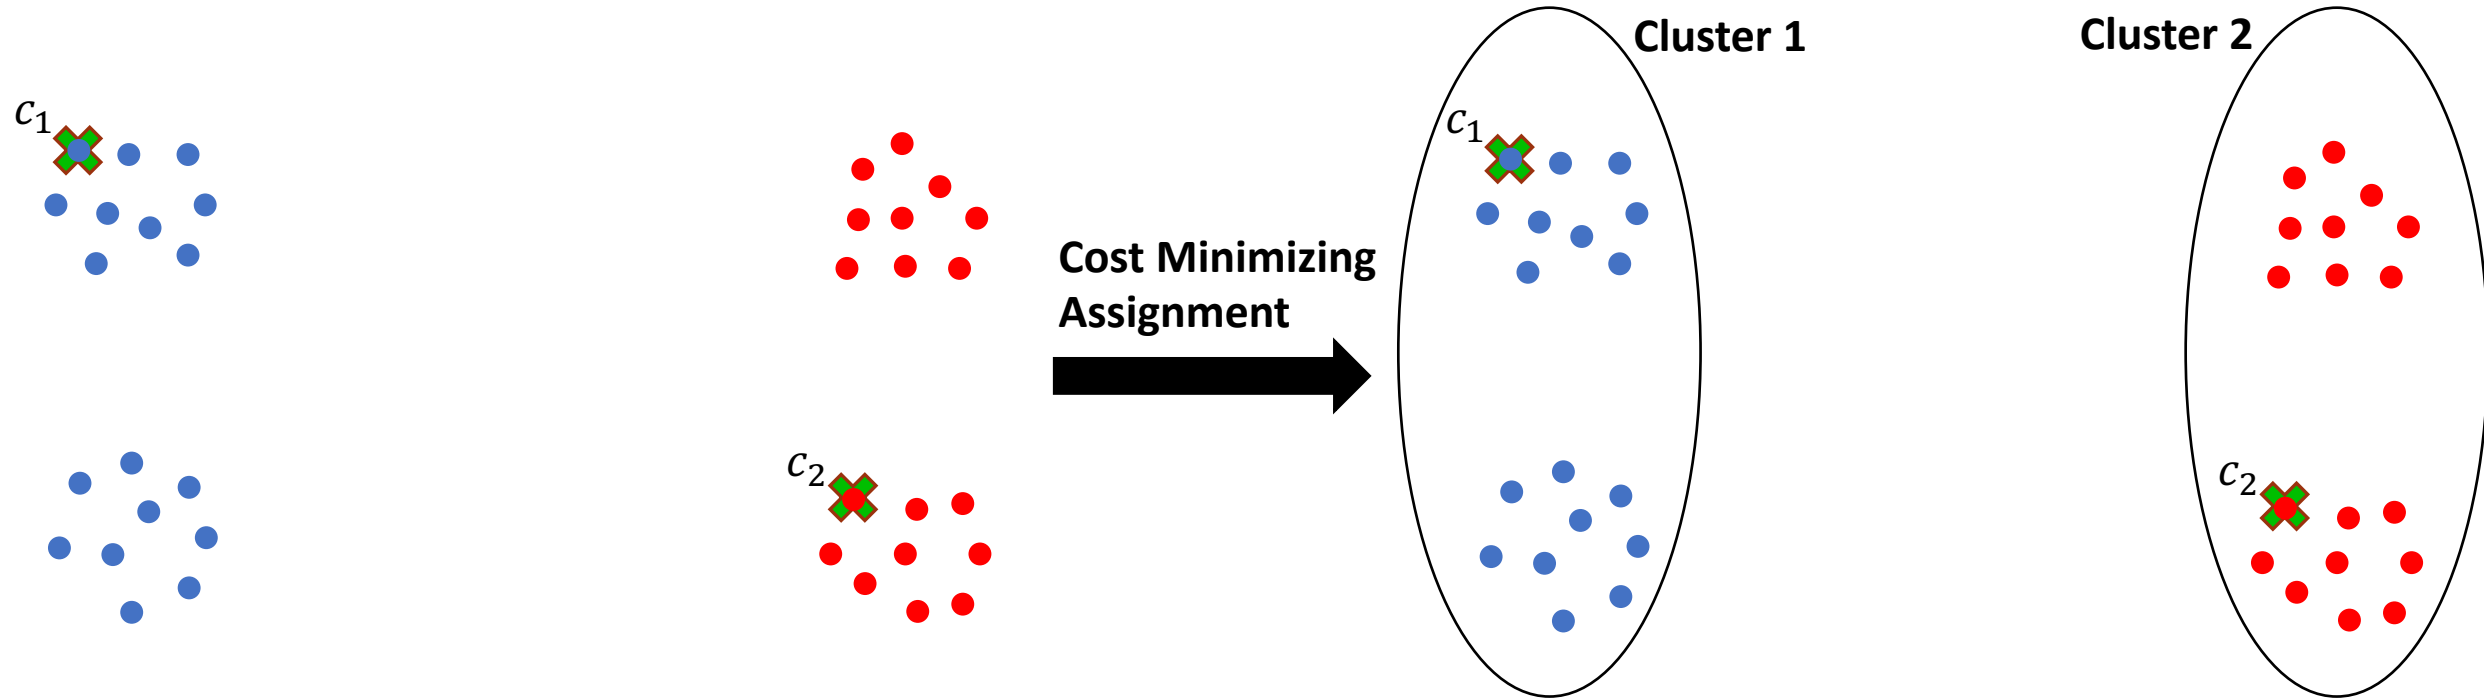 c₁
c₂
Cost Minimizing
Assignment
Cluster 1
c₁
Cluster 2
c₂